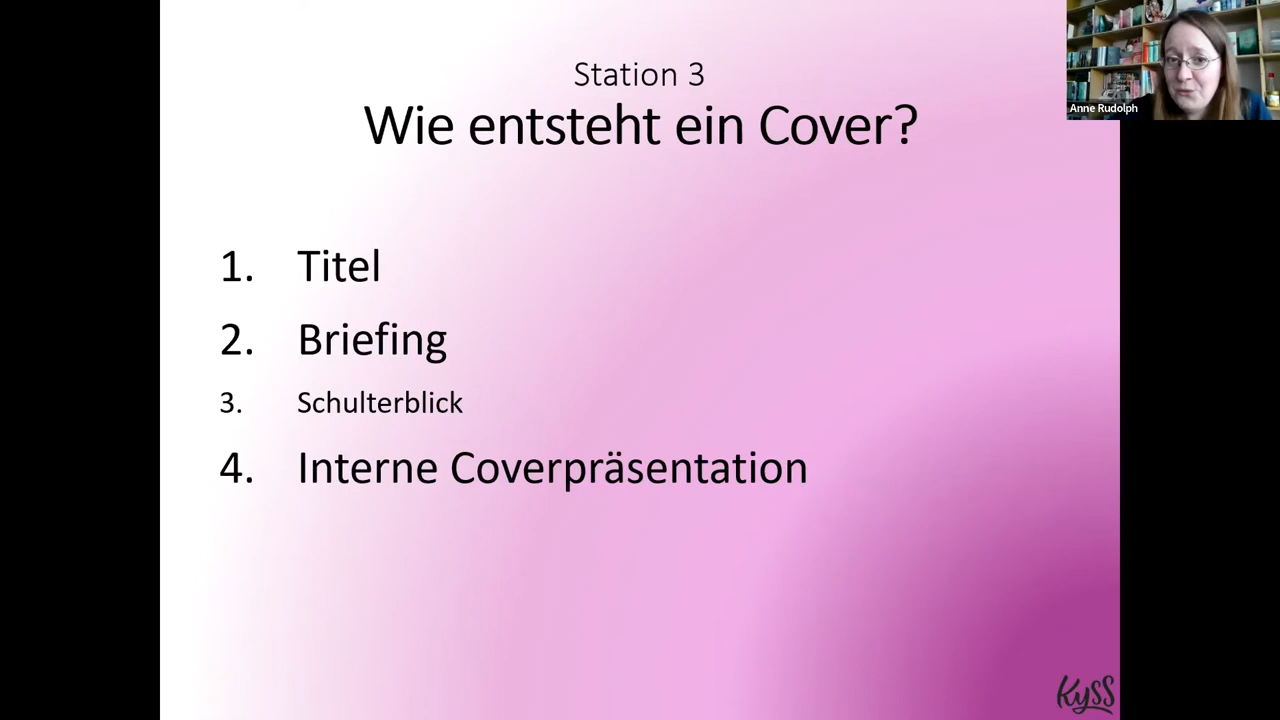 Station 3
Wie entsteht ein Cover?
1. Titel
2. Briefing
3. Schulterblick
4. Interne Coverpräsentation
Anne Rudolph
KySS